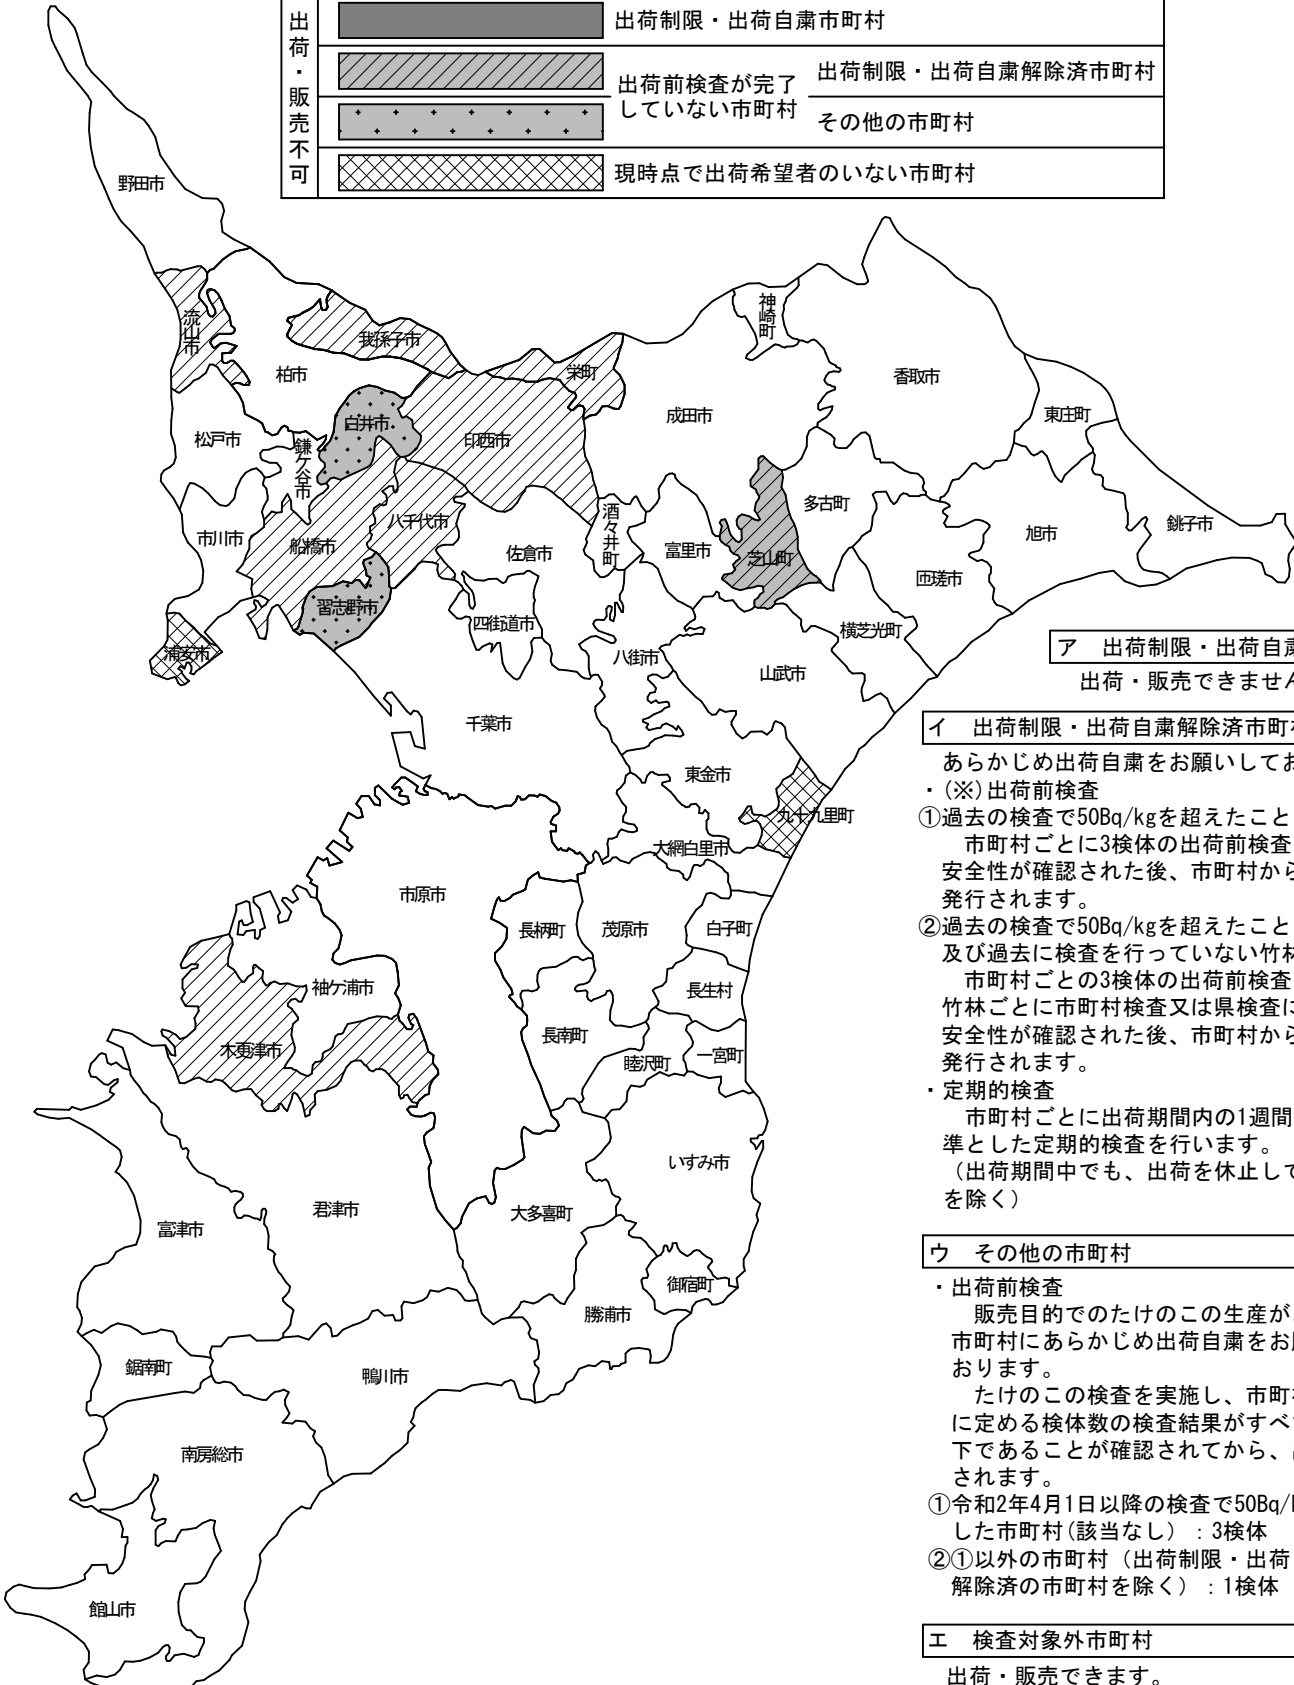 出荷・販売不可
出荷制限・出荷自粛市町村
出荷前検査が完了
していない市町村
出荷制限・出荷自粛解除済市町村
その他の市町村
現時点で出荷希望者のいない市町村
野田市
流山市
我孫子市
柏市
栄町
神崎町
香取市
成田市
東庄町
白井市
松戸市
鎌ケ谷市
印西市
多古町
銚子市
旭市
市川市
船橋市
八千代市
佐倉市
酒々井町
富里市
芝山町
匝瑳市
習志野市
四街道市
横芝光町
浦安市
八街市
山武市
千葉市
東金市
九十九里町
大網白里市
市原市
長柄町
茂原市
白子町
袖ケ浦市
長生村
木更津市
長南町
睦沢町
一宮町
いすみ市
君津市
大多喜町
富津市
御宿町
勝浦市
鋸南町
鴨川市
南房総市
館山市
ア 出荷制限・出荷自粛
出荷・販売できません
イ 出荷制限・出荷自粛解除済市町村
あらかじめ出荷自粛をお願いしてお
・(※)出荷前検査
①過去の検査で50Bq/kgを超えたこと
市町村ごとに3検体の出荷前検査
安全性が確認された後、市町村から
発行されます。
②過去の検査で50Bq/kgを超えたこと
及び過去に検査を行っていない竹林
市町村ごとの3検体の出荷前検査
竹林ごとに市町村検査又は県検査に
安全性が確認された後、市町村から
発行されます。
・定期的検査
市町村ごとに出荷期間内の1週間
準とした定期的検査を行います。
（出荷期間中でも、出荷を休止して
を除く）
ウ その他の市町村
・出荷前検査
販売目的でのたけのこの生産が
市町村にあらかじめ出荷自粛をお願
おります。
たけのこの検査を実施し、市町村
に定める検体数の検査結果がすべ
下であることが確認されてから、
されます。
①令和2年4月1日以降の検査で50Bq/k
した市町村(該当なし）：3検体
②①以外の市町村（出荷制限・出荷
解除済の市町村を除く）：1検体
エ 検査対象外市町村
出荷・販売できます。